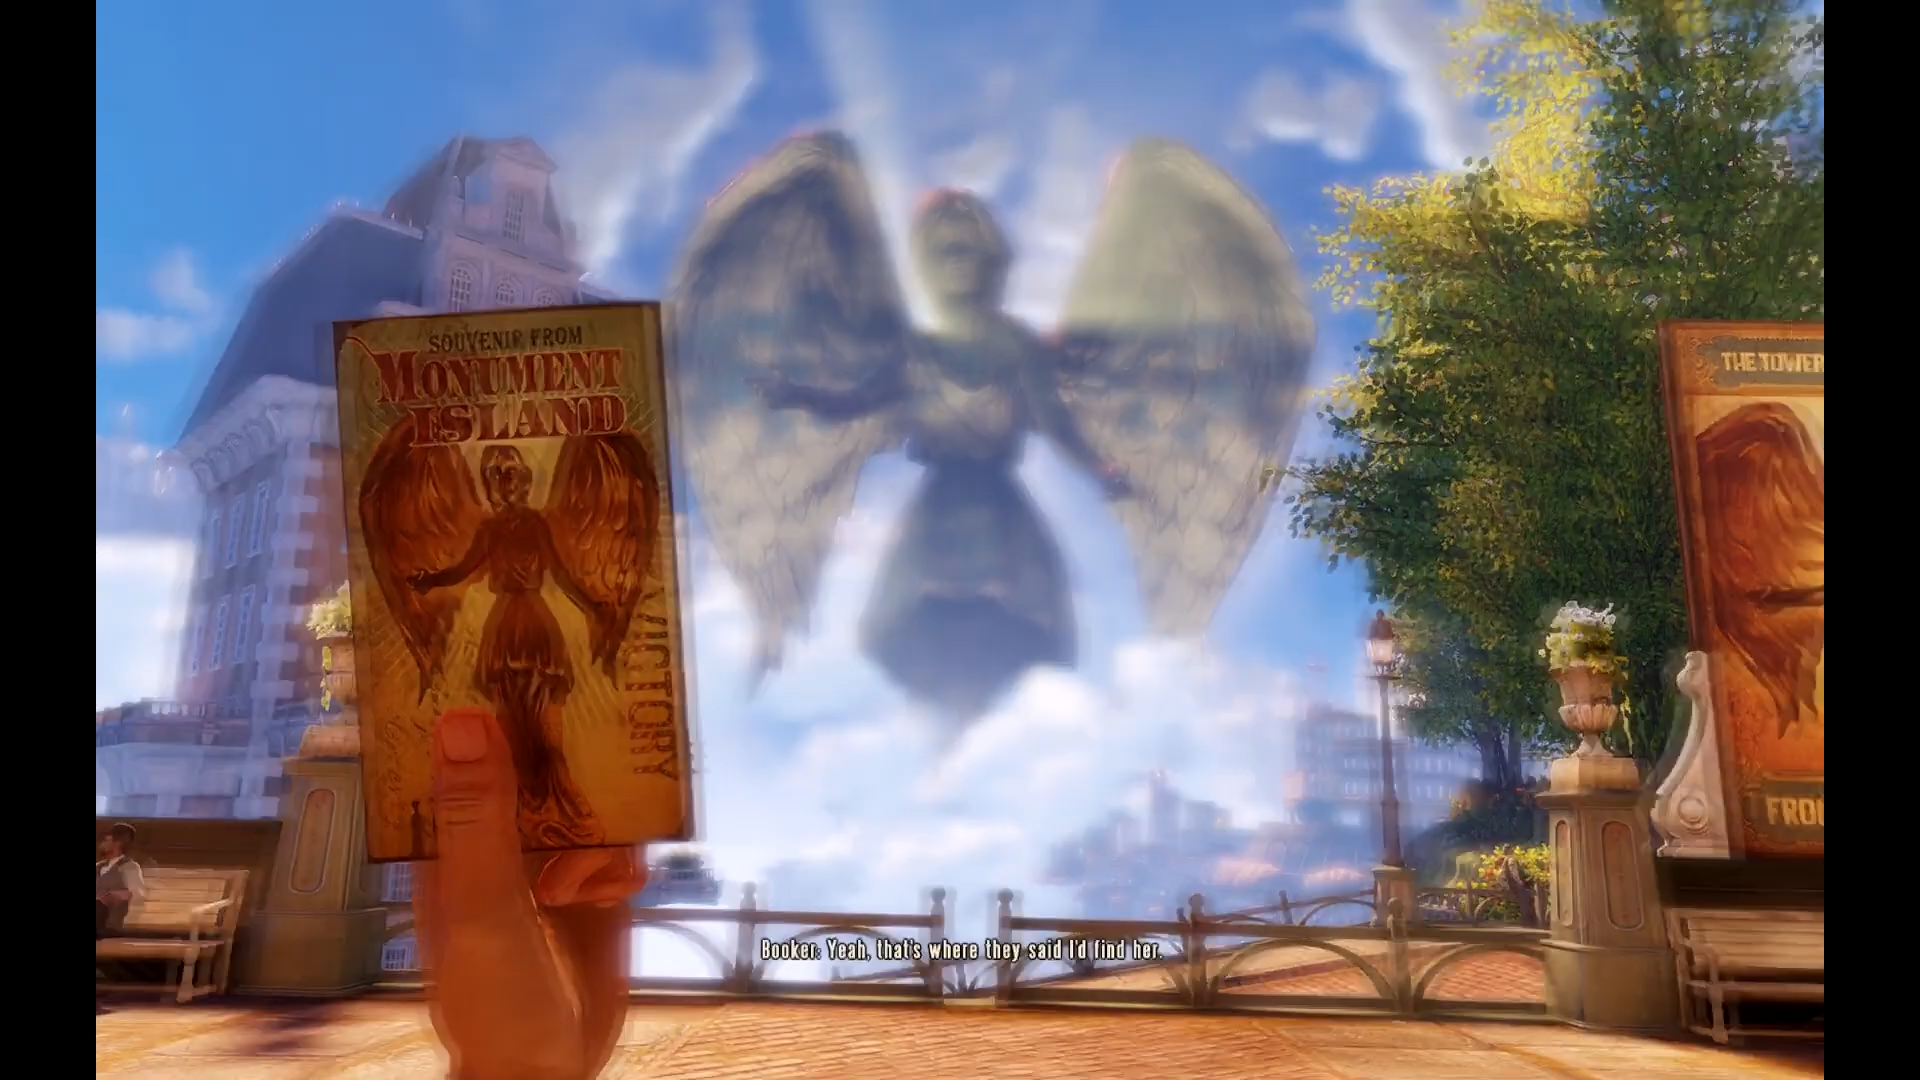 SOUVENIR FROM
MONUMENT
ISLAND
VICTORY
THE TOWER
FRO
Booker: Yeah, that's where they said I'd find her.